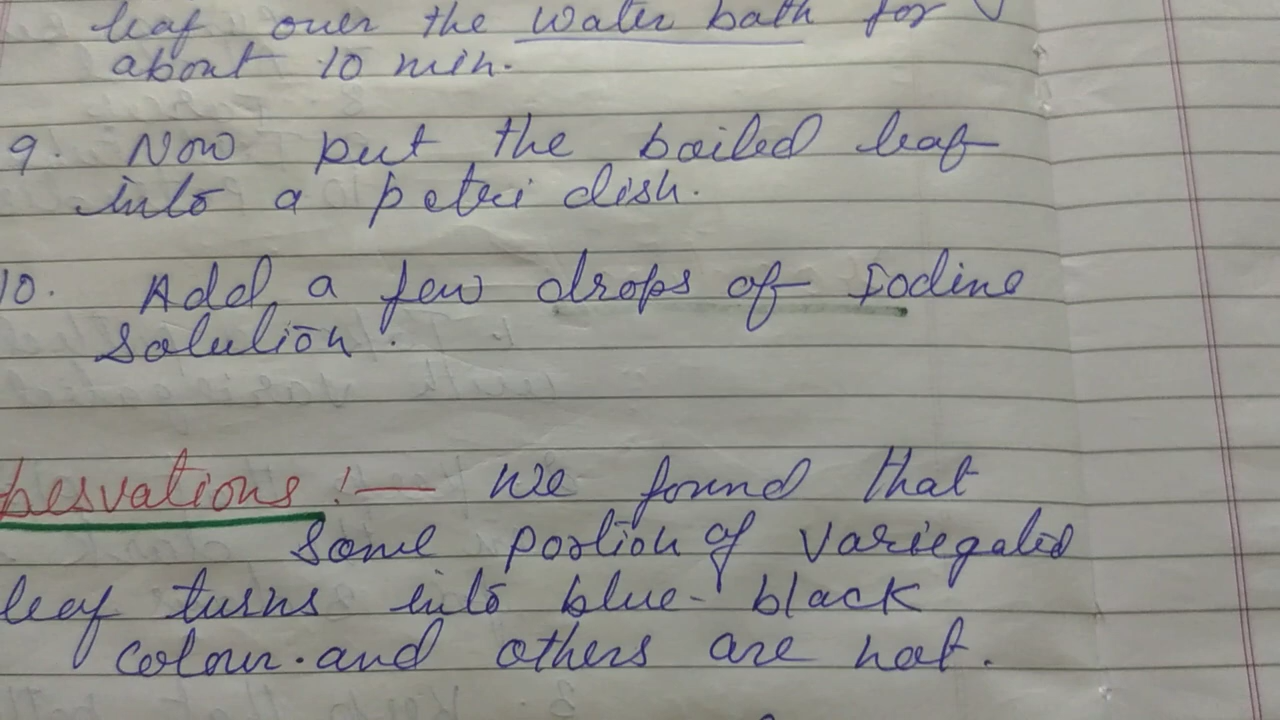 leaf over the water bath for
about 10 min.
9. Now put the boiled leaf
into a petri dish.
10. Add a few drops of Iodine
solution.
bservations :— We found that
Some portion of variegated
leaf turns into blue-black
colour. and others are not.